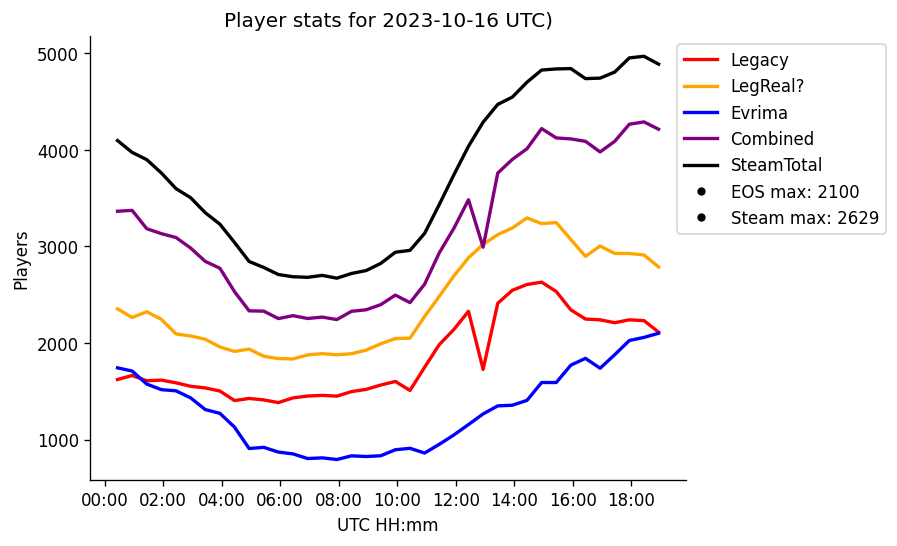 Player stats for 2023-10-16 UTC)
5000
4000
3000
2000
1000
Players
00:00 02:00 04:00 06:00 08:00 10:00 12:00 14:00 16:00 18:00
UTC HH:mm
Legacy
LegReal?
Evrima
Combined
SteamTotal
EOS max: 2100
Steam max: 2629